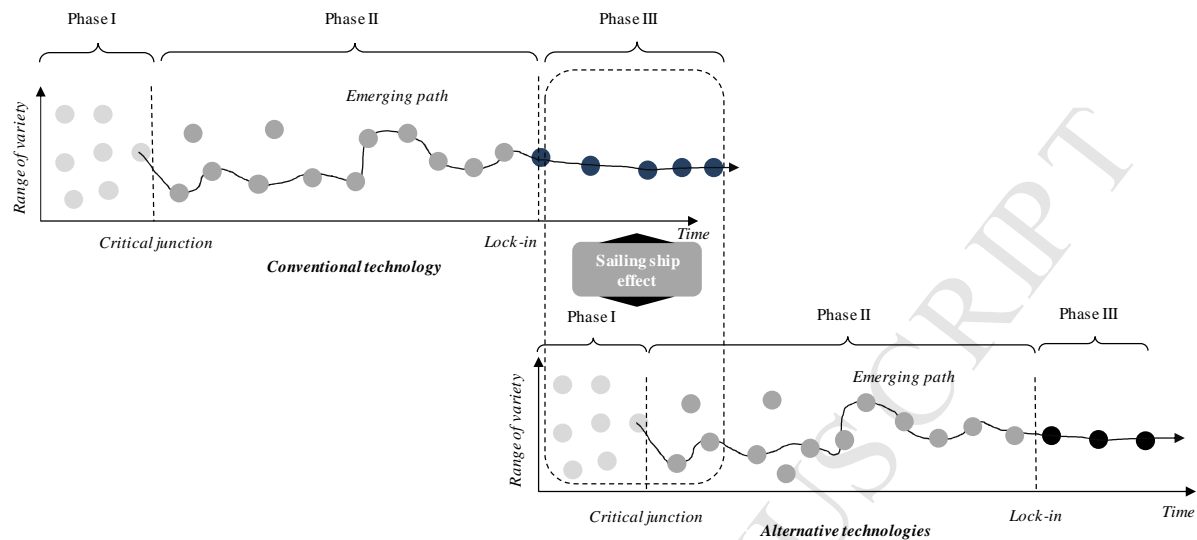 Phase I
Phase II
Phase III
Range of variety
Emerging path
Critical junction
Lock-in
Time
Conventional technology
Sailing ship
effect
Phase I
Phase II
Phase III
Range of variety
Emerging path
Critical junction
Lock-in
Time
Alternative technologies
USCRIPT